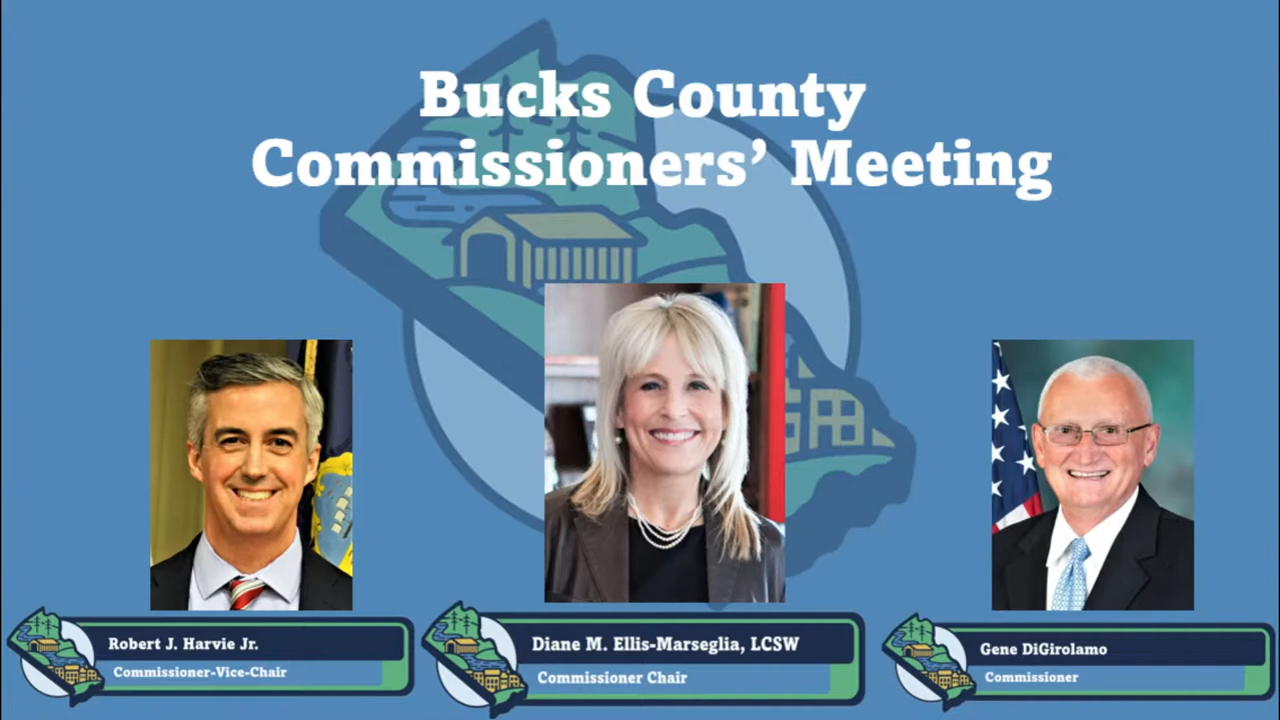 Bucks County
Commissioners’ Meeting
Robert J. Harvie Jr.
Commissioner-Vice-Chair
Diane M. Ellis-Marseglia, LCSW
Commissioner Chair
Gene DiGirolamo
Commissioner